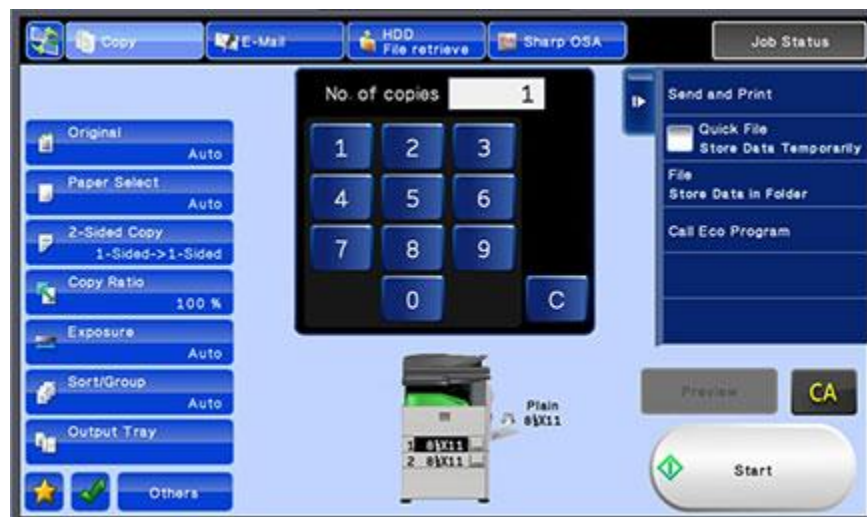 Copy
E-Mail
HDD
File retrieve
Sharp OSA
Job Status
No. of copies 1
Original
Auto
Paper Select
Auto
2-Sided Copy
1-Sided->1-Sided
Copy Ratio
100 %
Exposure
Auto
Sort/Group
Auto
Output Tray
Others
1 2 3
4 5 6
7 8 9
0 C
Plain
8½X11
1 8½X11
2 8½X11
Send and Print
Quick File
Store Data Temporarily
File
Store Data in Folder
Call Eco Program
Preview
CA
Start